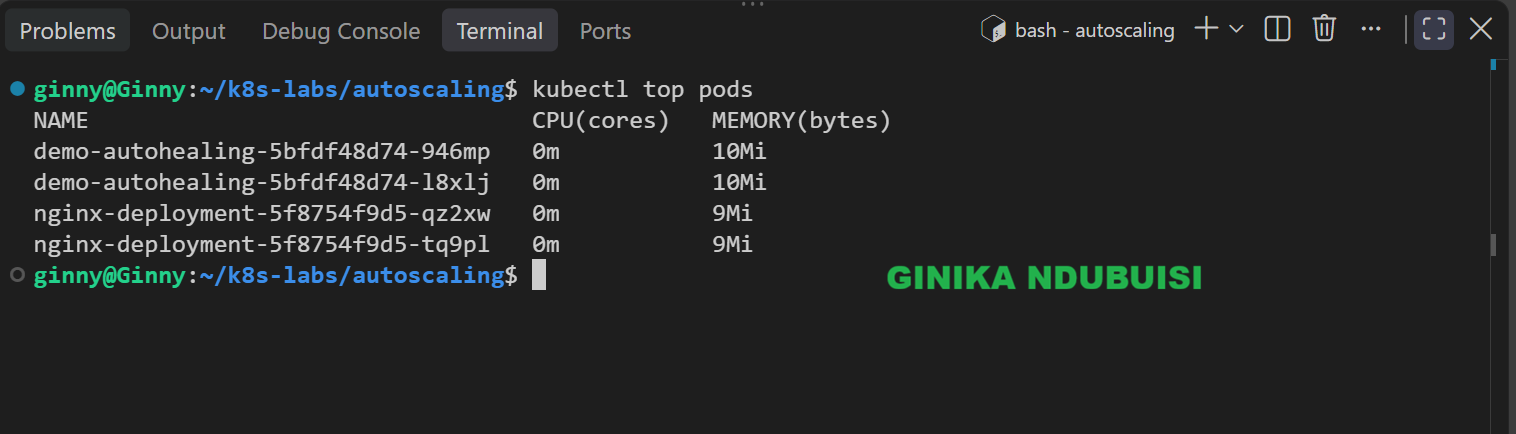 Problems Output Debug Console Terminal Ports bash - autoscaling
ginny@Ginny:~/k8s-labs/autoscaling$ kubectl top pods
NAME CPU(cores) MEMORY(bytes)
demo-autohealing-5bfdf48d74-946mp 0m 10Mi
demo-autohealing-5bfdf48d74-l8xlj 0m 10Mi
nginx-deployment-5f8754f9d5-qz2xw 0m 9Mi
nginx-deployment-5f8754f9d5-tq9pl 0m 9Mi
ginny@Ginny:~/k8s-labs/autoscaling$
GINIKA NDUBUISI